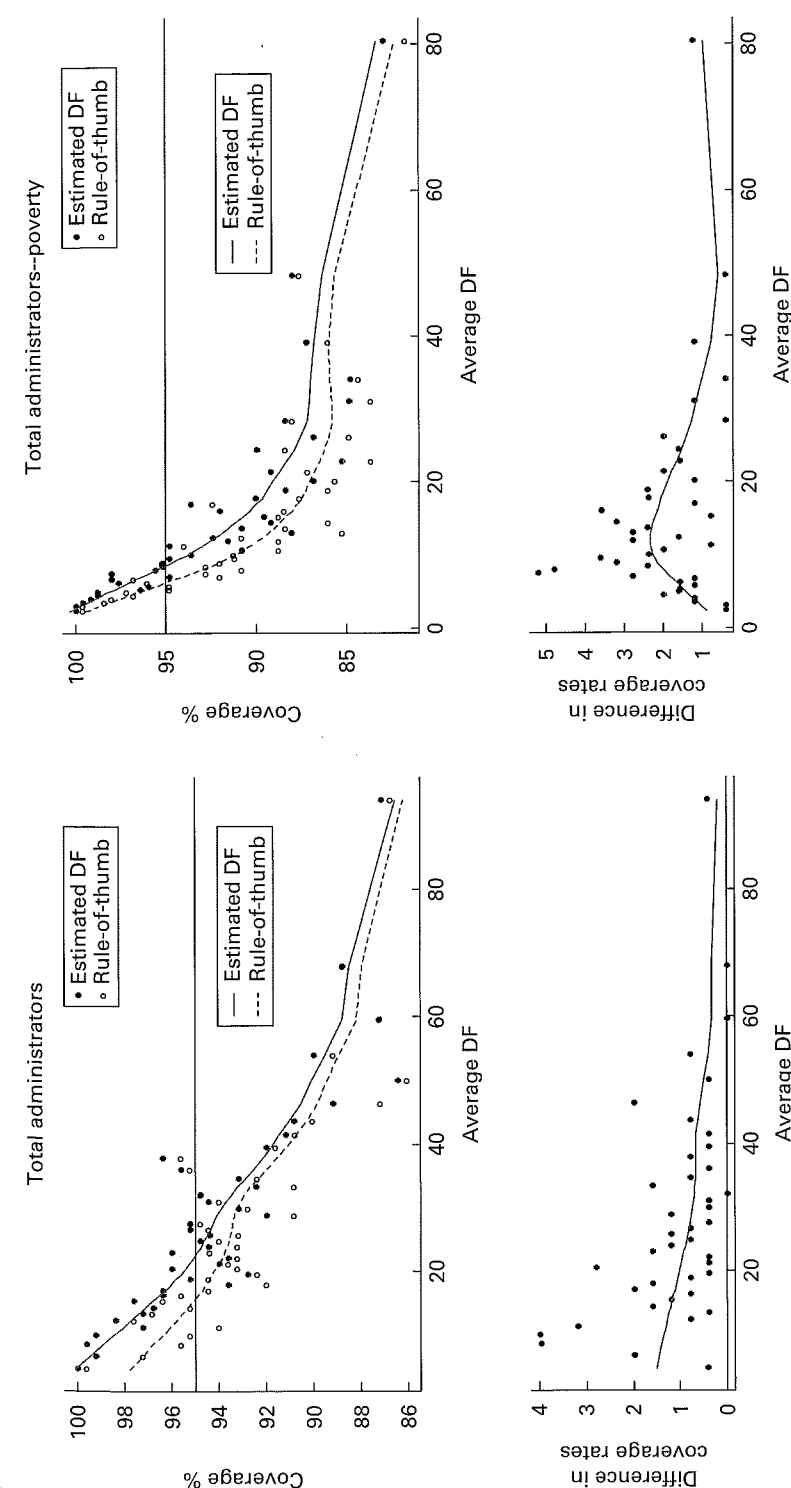 Total administrators
Estimated DF
Rule-of-thumb
Estimated DF
Rule-of-thumb
Coverage %
100
98
96
95
94
92
90
88
86
20 40 60 80
Average DF
Difference in
coverage rates
4
3
2
1
0
20 40 60 80
Average DF
Total administrators--poverty
Estimated DF
Rule-of-thumb
Estimated DF
Rule-of-thumb
Coverage %
100
95
90
85
0 20 40 60 80
Average DF
Difference in
coverage rates
5
4
3
2
1
0 20 40 60 80
Average DF